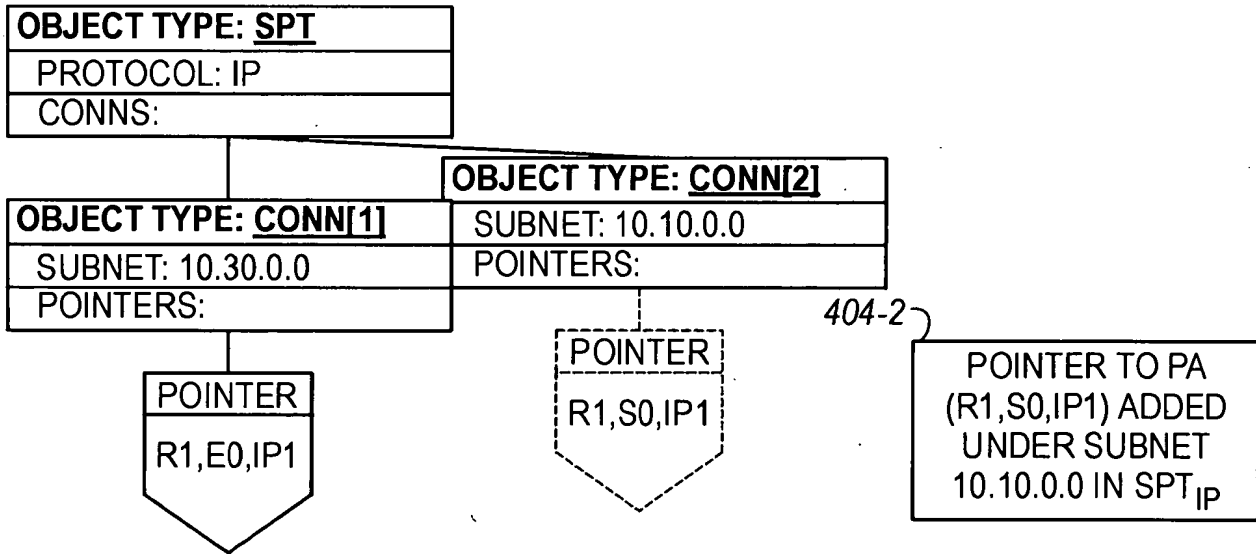 OBJECT TYPE: SPT
PROTOCOL: IP
CONNS:
OBJECT TYPE: CONN[2]
SUBNET: 10.10.0.0
POINTERS:
OBJECT TYPE: CONN[1]
SUBNET: 10.30.0.0
POINTERS:
POINTER
R1,E0,IP1
POINTER
R1,S0,IP1
404-2
POINTER TO PA
(R1,S0,IP1) ADDED
UNDER SUBNET
10.10.0.0 IN SPTIP